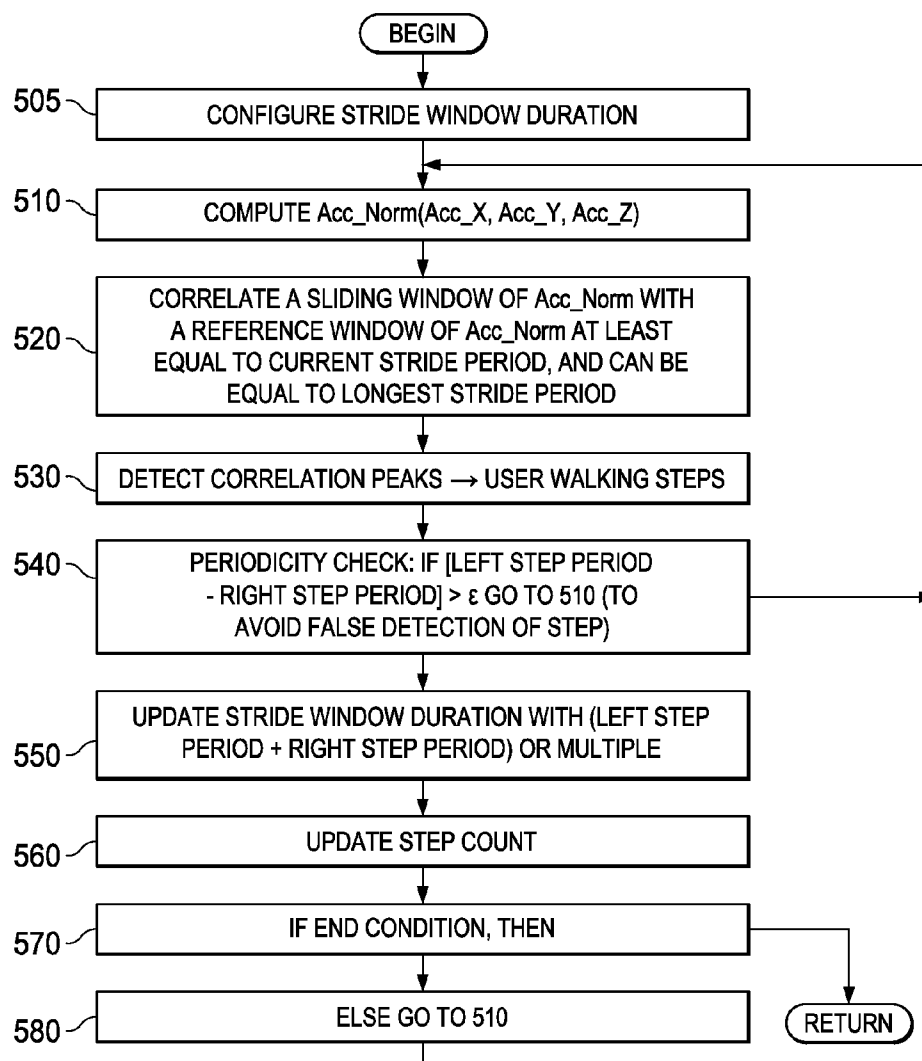 BEGIN
505
CONFIGURE STRIDE WINDOW DURATION
510
COMPUTE Acc_Norm(Acc_X, Acc_Y, Acc_Z)
520
CORRELATE A SLIDING WINDOW OF Acc_Norm WITH
A REFERENCE WINDOW OF Acc_Norm AT LEAST
EQUAL TO CURRENT STRIDE PERIOD, AND CAN BE
EQUAL TO LONGEST STRIDE PERIOD
530
DETECT CORRELATION PEAKS → USER WALKING STEPS
540
PERIODICITY CHECK: IF [LEFT STEP PERIOD
- RIGHT STEP PERIOD] > ε GO TO 510 (TO
AVOID FALSE DETECTION OF STEP)
550
UPDATE STRIDE WINDOW DURATION WITH (LEFT STEP
PERIOD + RIGHT STEP PERIOD) OR MULTIPLE
560
UPDATE STEP COUNT
570
IF END CONDITION, THEN
580
ELSE GO TO 510
RETURN